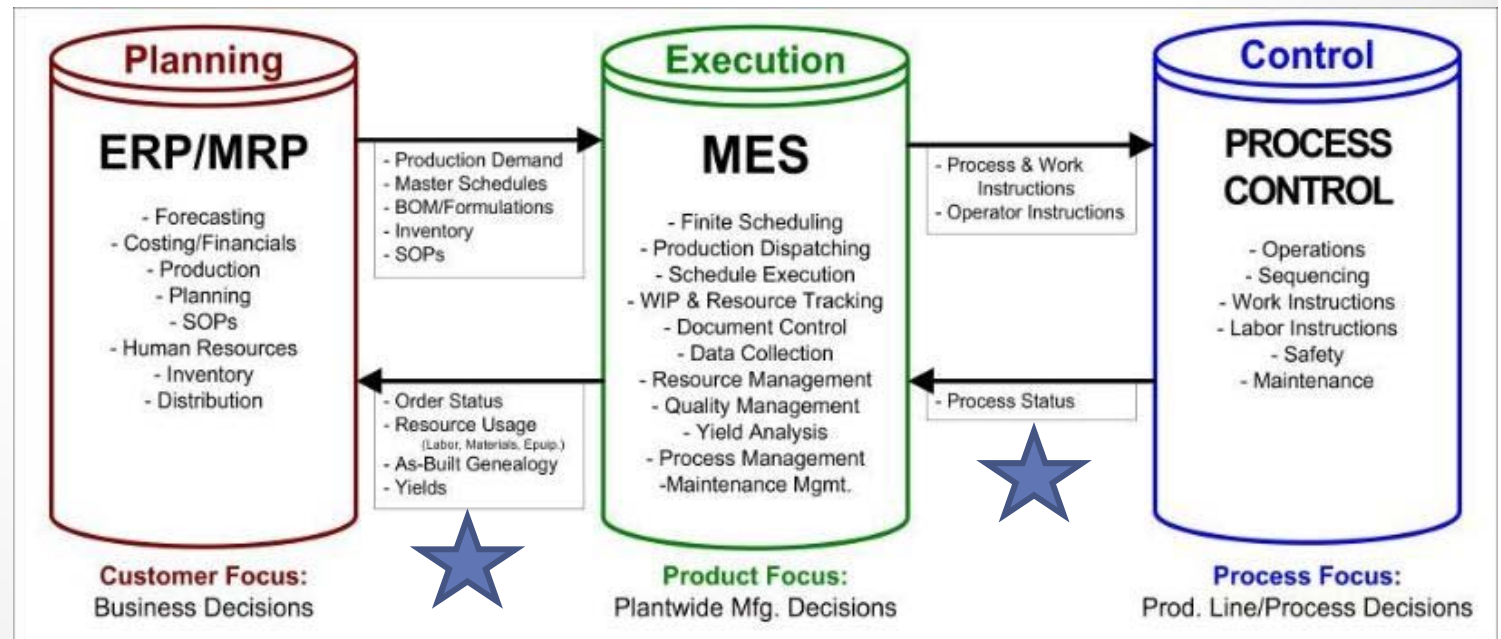 Planning
ERP/MRP
- Forecasting
- Costing/Financials
- Production
- Planning
- SOPs
- Human Resources
- Inventory
- Distribution
Customer Focus:
Business Decisions
- Production Demand
- Master Schedules
- BOM/Formulations
- Inventory
- SOPs
- Order Status
- Resource Usage
(Labor, Materials, Epuip.)
- As-Built Genealogy
- Yields
Execution
MES
- Finite Scheduling
- Production Dispatching
- Schedule Execution
- WIP & Resource Tracking
- Document Control
- Data Collection
- Resource Management
- Quality Management
- Yield Analysis
- Process Management
-Maintenance Mgmt.
Product Focus:
Plantwide Mfg. Decisions
- Process & Work
Instructions
- Operator Instructions
- Process Status
Control
PROCESS
CONTROL
- Operations
- Sequencing
- Work Instructions
- Labor Instructions
- Safety
- Maintenance
Process Focus:
Prod. Line/Process Decisions